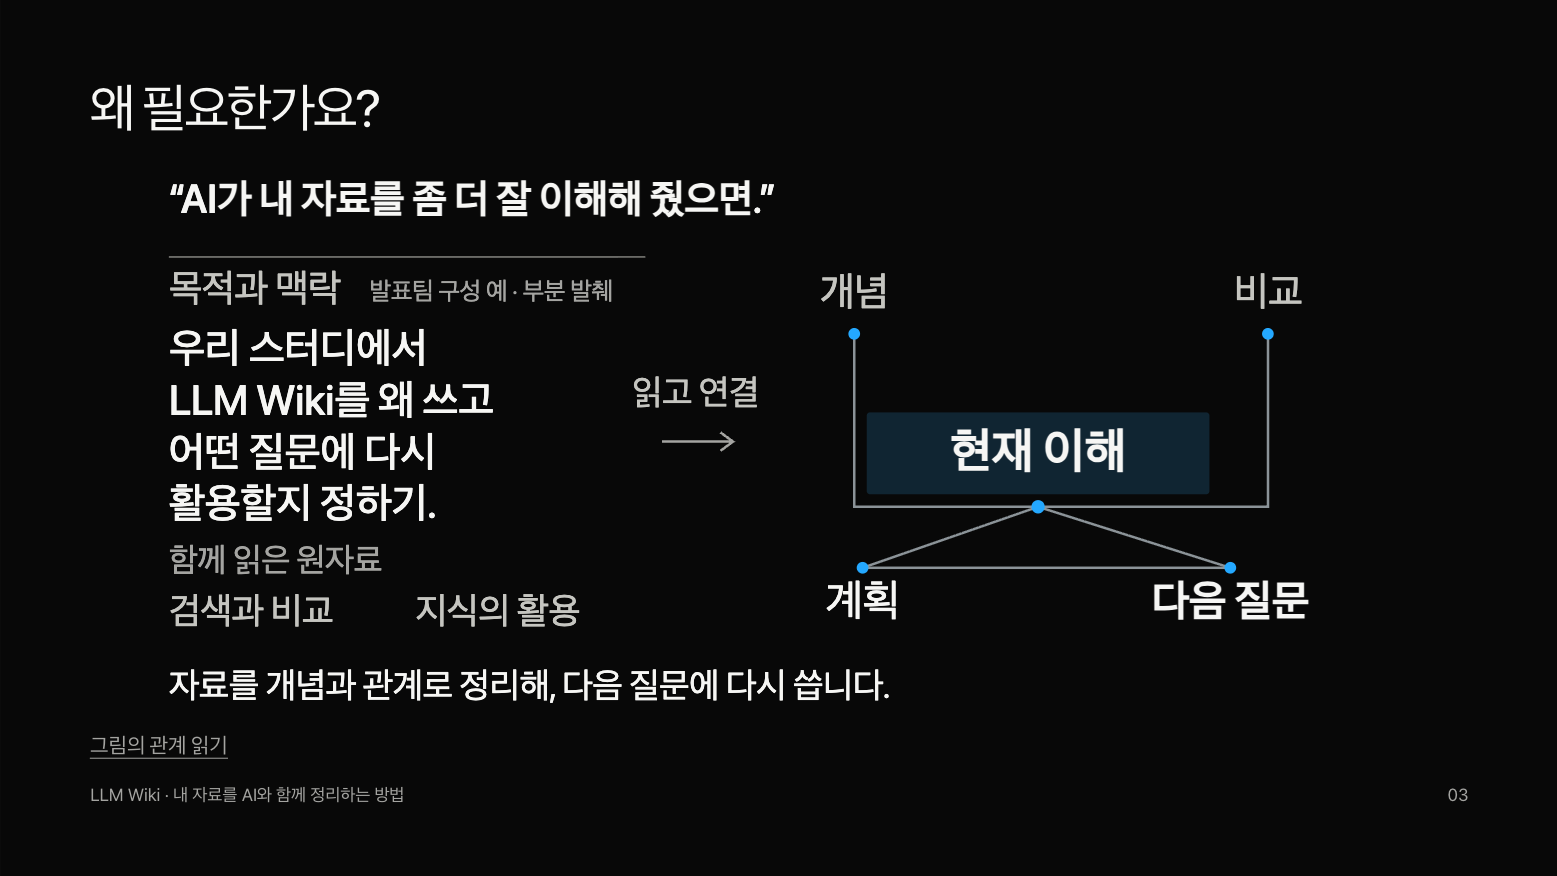 왜 필요한가요?
“AI가 내 자료를 좀 더 잘 이해해 줬으면.”
목적과 맥락 발표팀 구성 예 · 부분 발췌
우리 스터디에서
LLM Wiki를 왜 쓰고
어떤 질문에 다시
활용할지 정하기.
함께 읽은 원자료
검색과 비교 지식의 활용
읽고 연결
개념 비교
현재 이해
계획 다음 질문
자료를 개념과 관계로 정리해, 다음 질문에 다시 씁니다.
그림의 관계 읽기
LLM Wiki · 내 자료를 AI와 함께 정리하는 방법
03